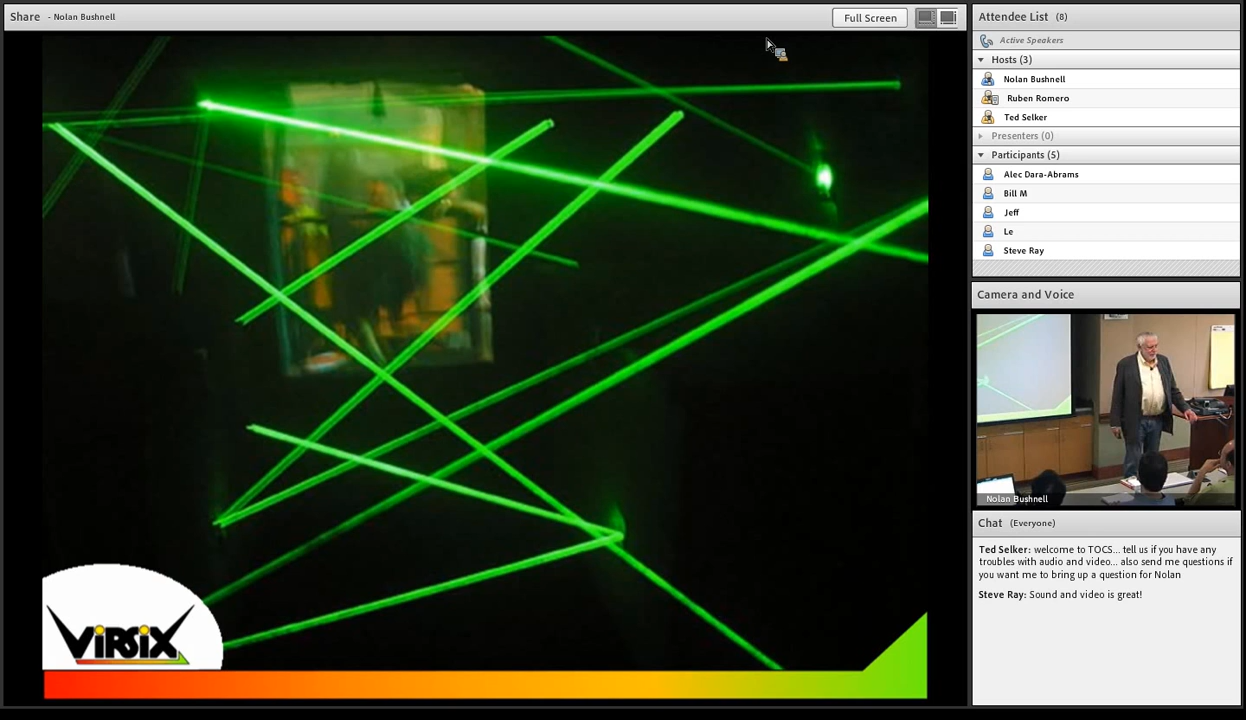 Share - Nolan Bushnell
Full Screen
VIRSIX
Attendee List (8)
Active Speakers
Hosts (3)
Nolan Bushnell
Ruben Romero
Ted Selker
Presenters (0)
Participants (5)
Alec Dara-Abrams
Bill M
Jeff
Le
Steve Ray
Camera and Voice
Nolan Bushnell
Chat (Everyone)
Ted Selker: welcome to TOCS... tell us if you have any
troubles with audio and video... also send me questions if
you want me to bring up a question for Nolan
Steve Ray: Sound and video is great!